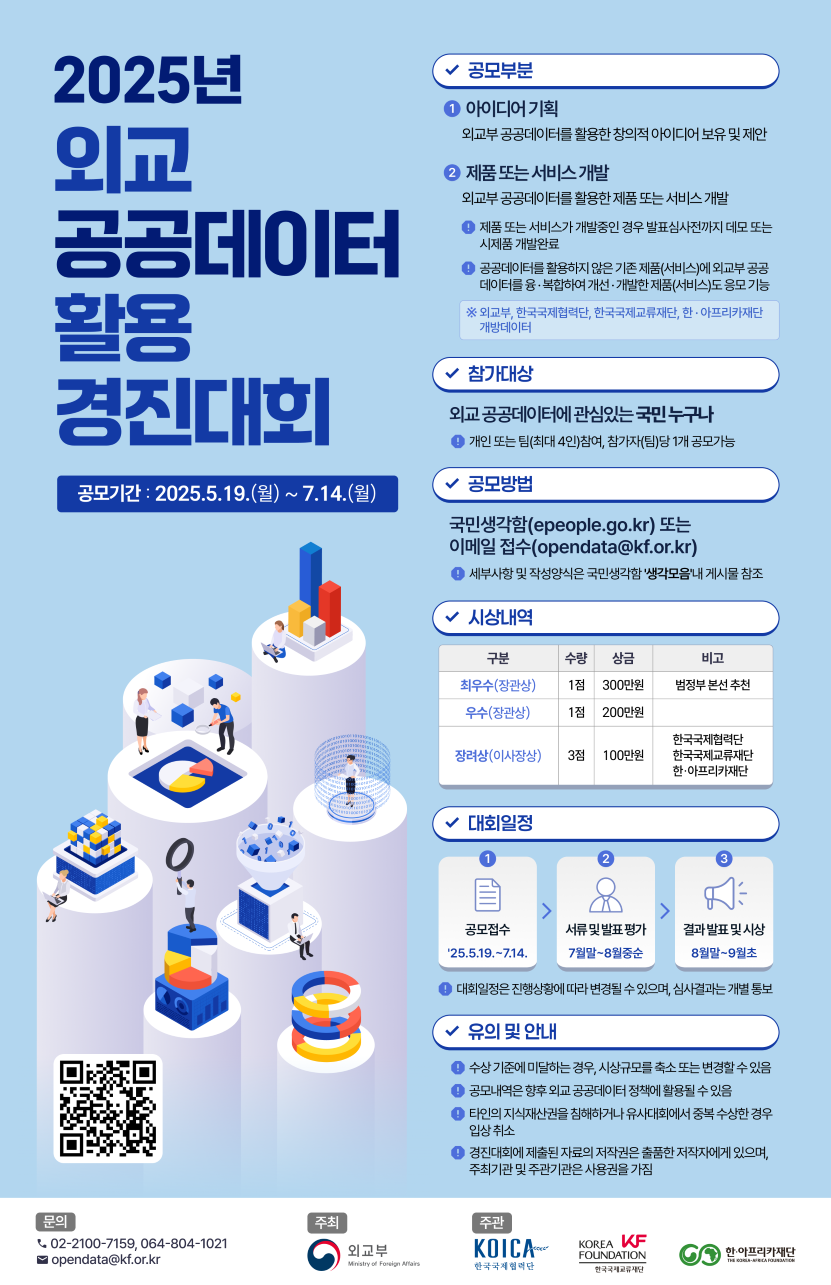 2025년
외교
공공데이터
활용
경진대회
공모기간 : 2025.5.19.(월) ~ 7.14.(월)
공모부분
1 아이디어 기획
외교부 공공데이터를 활용한 창의적 아이디어 보유 및 제안
2 제품 또는 서비스 개발
외교부 공공데이터를 활용한 제품 또는 서비스 개발
제품 또는 서비스가 개발중인 경우 발표심사전까지 데모 또는
시제품 개발완료
공공데이터를 활용하지 않은 기존 제품(서비스)에 외교부 공공
데이터를 융·복합하여 개선·개발한 제품(서비스)도 응모 기능
※ 외교부, 한국국제협력단, 한국국제교류재단, 한·아프리카재단
개방데이터
참가대상
외교 공공데이터에 관심있는 국민 누구나
개인 또는 팀(최대 4인)참여, 참가자(팀)당 1개 공모가능
공모방법
국민생각함(epeople.go.kr) 또는
이메일 접수(opendata@kf.or.kr)
세부사항 및 작성양식은 국민생각함 '생각모음'내 게시물 참조
시상내역
구분 수량 상금 비고
최우수(장관상) 1점 300만원 범정부 본선 추천
우수(장관상) 1점 200만원
장려상(이사장상) 3점 100만원 한국국제협력단
한국국제교류재단
한·아프리카재단
대회일정
1 2 3
공모접수 서류 및 발표 평가 결과 발표 및 시상
'25.5.19.~7.14. 7월말~8월중순 8월말~9월초
대회일정은 진행상황에 따라 변경될 수 있으며, 심사결과는 개별 통보
유의 및 안내
수상 기준에 미달하는 경우, 시상규모를 축소 또는 변경할 수 있음
공모내역은 향후 외교 공공데이터 정책에 활용될 수 있음
타인의 지식재산권을 침해하거나 유사대회에서 중복 수상한 경우
입상 취소
경진대회에 제출된 자료의 저작권은 출품한 저작자에게 있으며,
주최기관 및 주관기관은 사용권을 가짐
문의
02-2100-7159, 064-804-1021
opendata@kf.or.kr
주최
외교부
Ministry of Foreign Affairs
주관
KOICA
한국국제협력단
KOREA KF
FOUNDATION
한국국제교류재단
한·아프리카재단
THE KOREA-AFRICA FOUNDATION